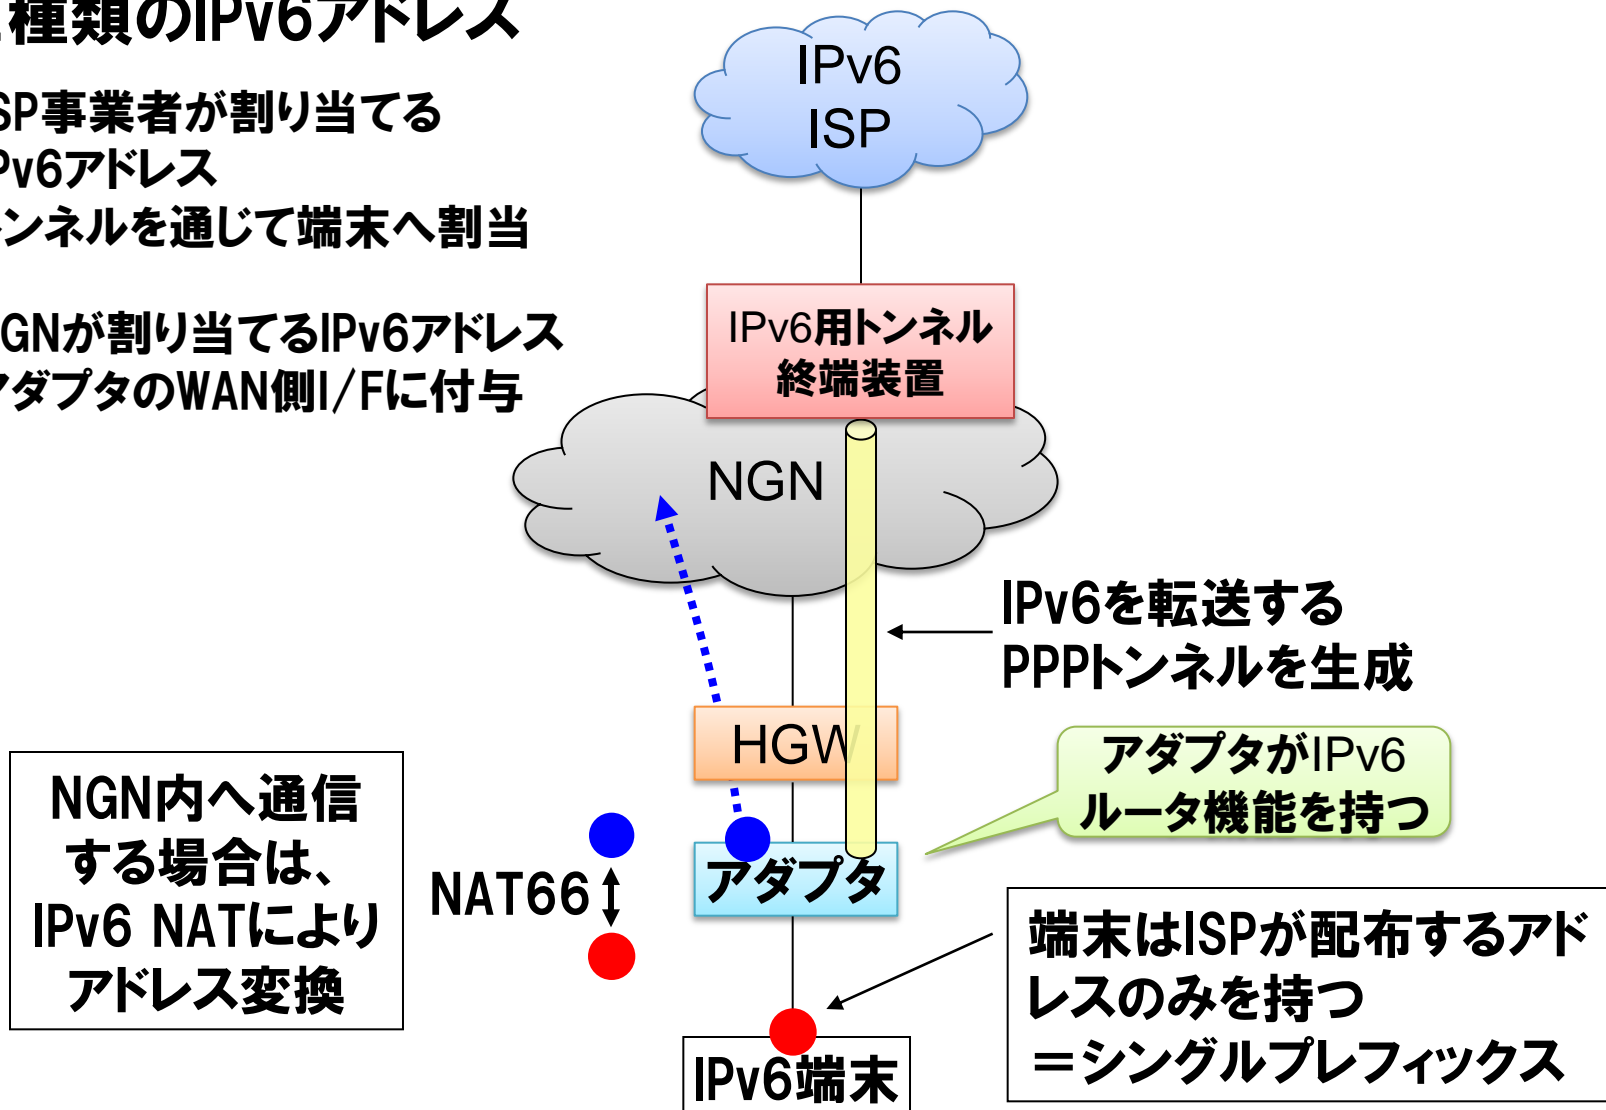 種類のIPv6アドレス
SP事業者が割り当てる
Pv6アドレス
ンネルを通じて端末へ割当
GNが割り当てるIPv6アドレス
アダプタのWAN側I/Fに付与
IPv6
ISP
IPv6用トンネル
終端装置
NGN
IPv6を転送する
PPPトンネルを生成
HGW
アダプタがIPv6
ルータ機能を持つ
NGN内へ通信
する場合は、
IPv6 NATにより
アドレス変換
NAT66
アダプタ
端末はISPが配布するアド
レスのみを持つ
＝シングルプレフィックス
IPv6端末